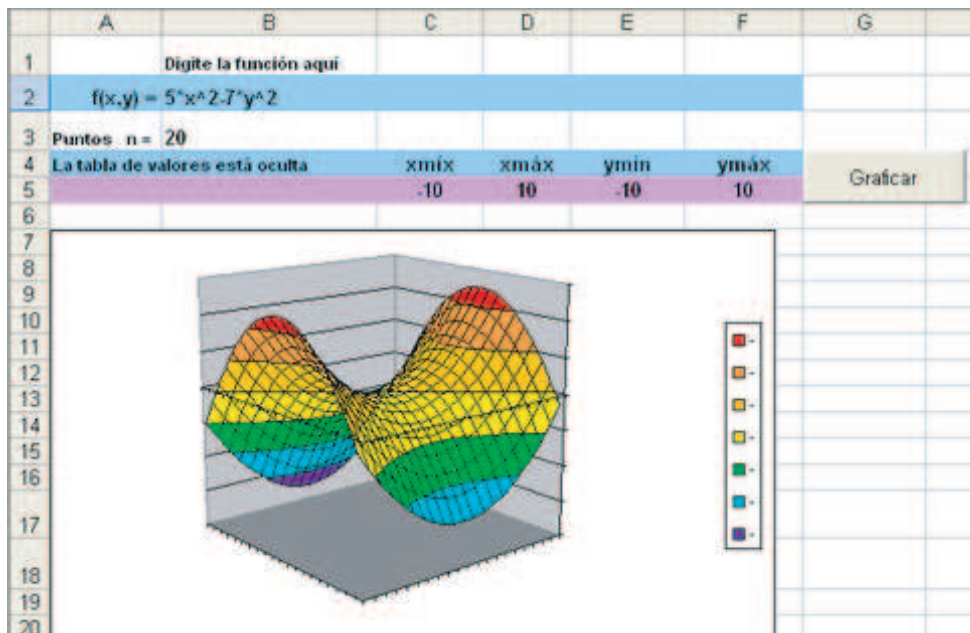 A B C D E F G
1 Digite la función aquí
2 f(x,y) = 5*x^2-7*y^2
3 Puntos n = 20
4 La tabla de valores está oculta xmíx xmáx ymín ymáx
Graficar
5 -10 10 -10 10
6
7
8
9
10
11
12
13
14
15
16
17
18
19
20